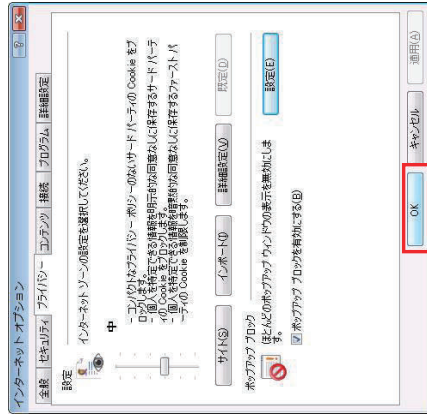 インターネット オプション
全般 セキュリティ プライバシー コンテンツ 接続 プログラム 詳細設定
設定
インターネット ゾーンの設定を選択してください。
中
- コンパクトなプライバシー ポリシーのないサード パーティの Cookie をブ
ロックします。
- 個人を特定できる情報を明示的な同意なしに保存するサード パーテ
ィの Cookie をブロックします。
- 個人を特定できる情報を暗黙的な同意なしに保存するファースト パ
ーティの Cookie を制限します。
サイト(S) インポート(I) 詳細設定(V) 既定(D)
ポップアップ ブロック
ほとんどのポップアップ ウィンドウの表示を無効にしま
す。
設定(E)
ポップアップ ブロックを有効にする(B)
OK キャンセル 適用(A)